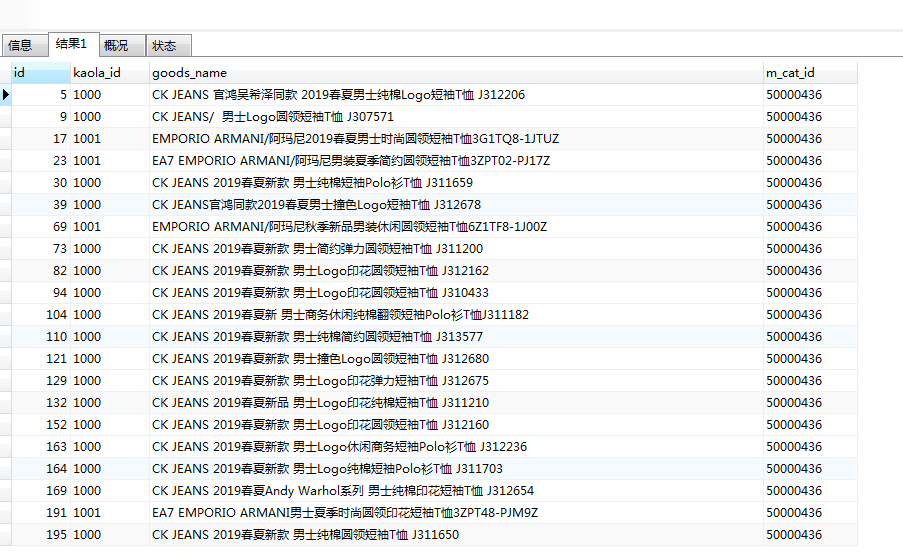 信息 结果1 概况 状态
id kaola_id goods_name m_cat_id
5 1000 CK JEANS 官鸿吴希泽同款 2019春夏男士纯棉Logo短袖T恤 J312206 50000436
9 1000 CK JEANS/ 男士Logo圆领短袖T恤 J307571 50000436
17 1001 EMPORIO ARMANI/阿玛尼2019春夏男士时尚圆领短袖T恤3G1TQ8-1JTUZ 50000436
23 1001 EA7 EMPORIO ARMANI/阿玛尼男装夏季简约圆领短袖T恤3ZPT02-PJ17Z 50000436
30 1000 CK JEANS 2019春夏新款 男士纯棉短袖Polo衫T恤 J311659 50000436
39 1000 CK JEANS官鸿同款2019春夏男士撞色Logo短袖T恤 J312678 50000436
69 1001 EMPORIO ARMANI/阿玛尼秋季新品男装休闲圆领短袖T恤6Z1TF8-1J00Z 50000436
73 1000 CK JEANS 2019春夏新款 男士简约弹力圆领短袖T恤 J311200 50000436
82 1000 CK JEANS 2019春夏新款 男士Logo印花圆领短袖T恤 J312162 50000436
94 1000 CK JEANS 2019春夏新款 男士Logo印花圆领短袖T恤 J310433 50000436
104 1000 CK JEANS 2019春夏新 男士商务休闲纯棉翻领短袖Polo衫T恤J311182 50000436
110 1000 CK JEANS 2019春夏新款 男士纯棉简约圆领短袖T恤 J313577 50000436
121 1000 CK JEANS 2019春夏新款 男士撞色Logo圆领短袖T恤 J312680 50000436
129 1000 CK JEANS 2019春夏新款 男士Logo印花弹力短袖T恤 J312675 50000436
132 1000 CK JEANS 2019春夏新品 男士Logo印花纯棉短袖T恤 J311210 50000436
152 1000 CK JEANS 2019春夏新款 男士Logo印花圆领短袖T恤 J312160 50000436
163 1000 CK JEANS 2019春夏新款 男士Logo休闲商务短袖Polo衫T恤 J312236 50000436
164 1000 CK JEANS 2019春夏新款 男士Logo纯棉短袖Polo衫T恤 J311703 50000436
169 1000 CK JEANS 2019春夏Andy Warhol系列 男士纯棉印花短袖T恤 J312654 50000436
191 1001 EA7 EMPORIO ARMANI男士夏季时尚圆领印花短袖T恤3ZPT48-PJM9Z 50000436
195 1000 CK JEANS 2019春夏新款 男士纯棉圆领短袖T恤 J311650 50000436